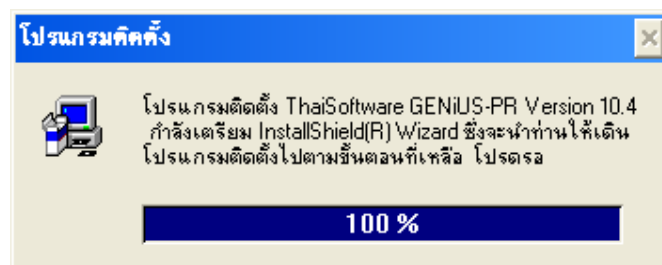 โปรแกรมติดตั้ง
โปรแกรมติดตั้ง ThaiSoftware GENiUS-PR Version 10.4
กำลังเตรียม InstallShield(R) Wizard ซึ่งจะนำท่านให้เดิน
โปรแกรมติดตั้งไปตามขั้นตอนที่เหลือ โปรดรอ
100 %